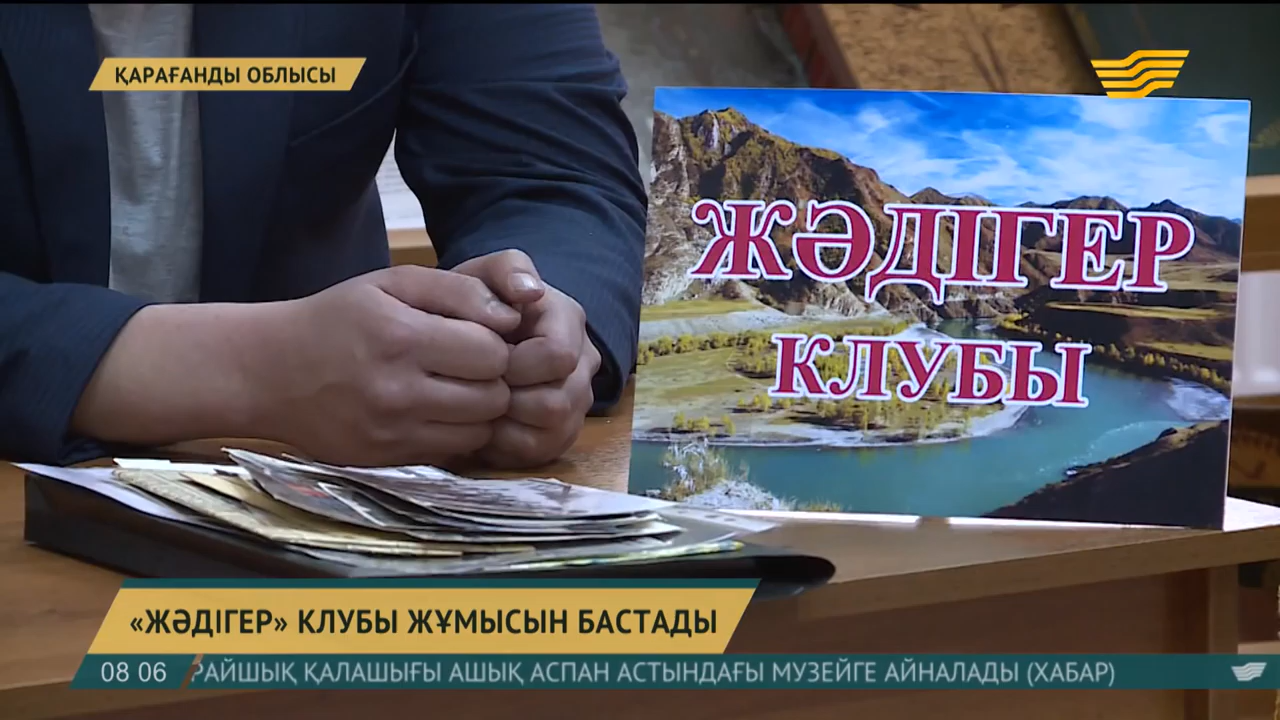 ҚАРАҒАНДЫ ОБЛЫСЫ
ЖӘДІГЕР
КЛУБЫ
«ЖӘДІГЕР» КЛУБЫ ЖҰМЫСЫН БАСТАДЫ
08 06 РАЙШЫҚ ҚАЛАШЫҒЫ АШЫҚ АСПАН АСТЫНДАҒЫ МУЗЕЙГЕ АЙНАЛАДЫ (ХАБАР)